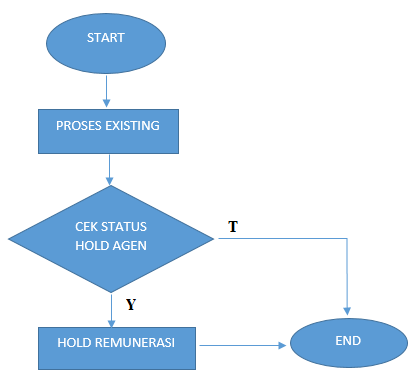 START
PROSES EXISTING
CEK STATUS
HOLD AGEN
T
Y
HOLD REMUNERASI
END